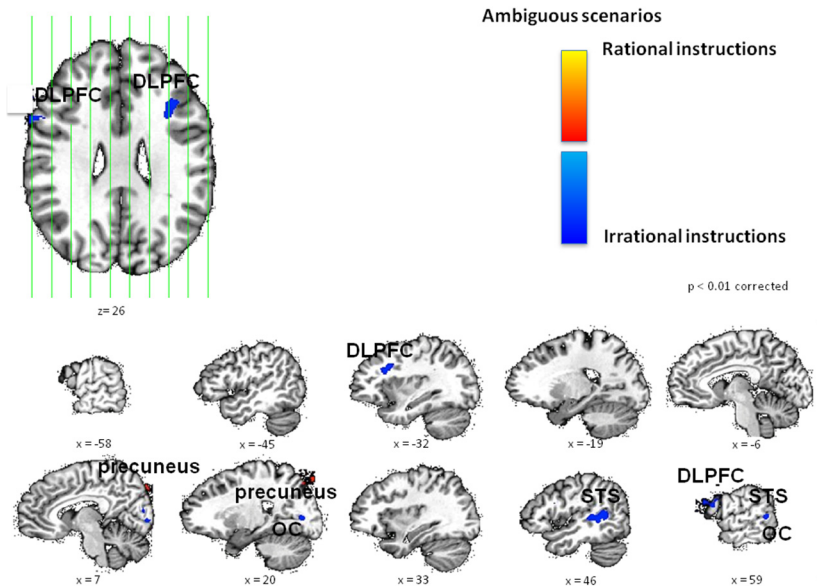 Ambiguous scenarios
Rational instructions
DLPFC
DLPFC
Irrational instructions
p < 0.01 corrected
z= 26
DLPFC
x = -58
x = -45
x = -32
x = -19
x = -6
precuneus
precuneus
OC
STS
DLPFC
STS
OC
x = 7
x = 20
x = 33
x = 46
x = 59